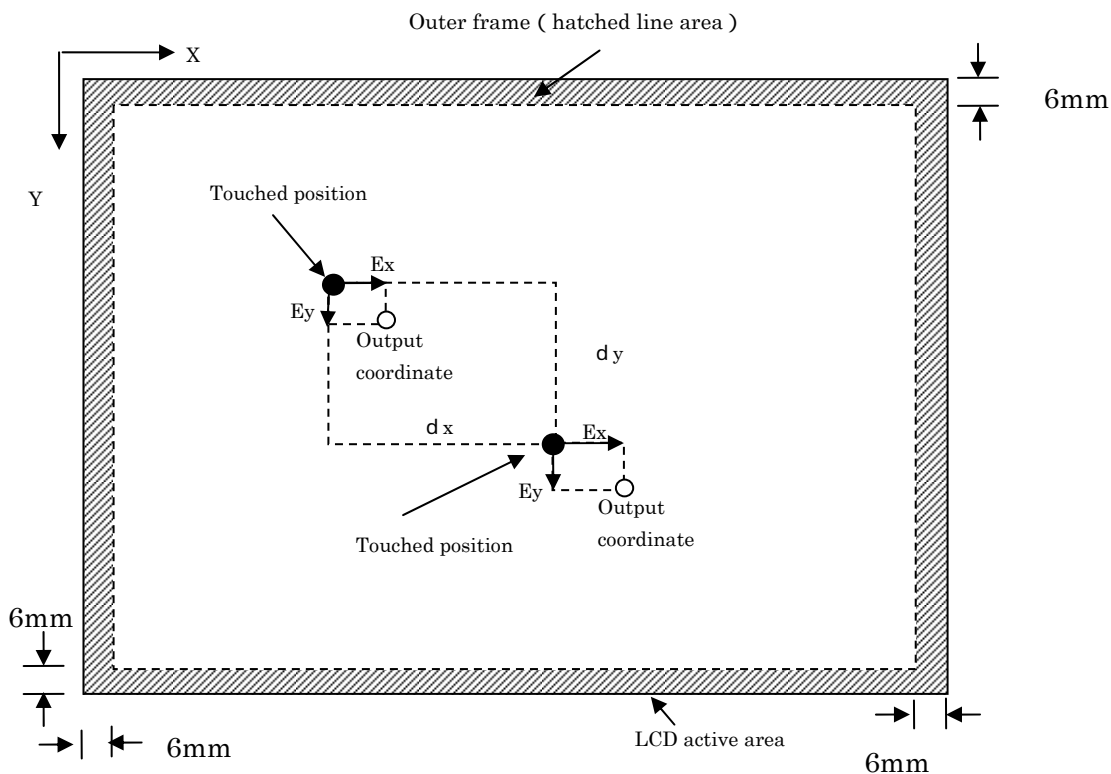 Outer frame ( hatched line area )
X
6mm
Y
Touched position
Ex
Ey
Output
coordinate
d y
d x
Ex
Ey
Output
coordinate
Touched position
6mm
6mm
LCD active area
6mm